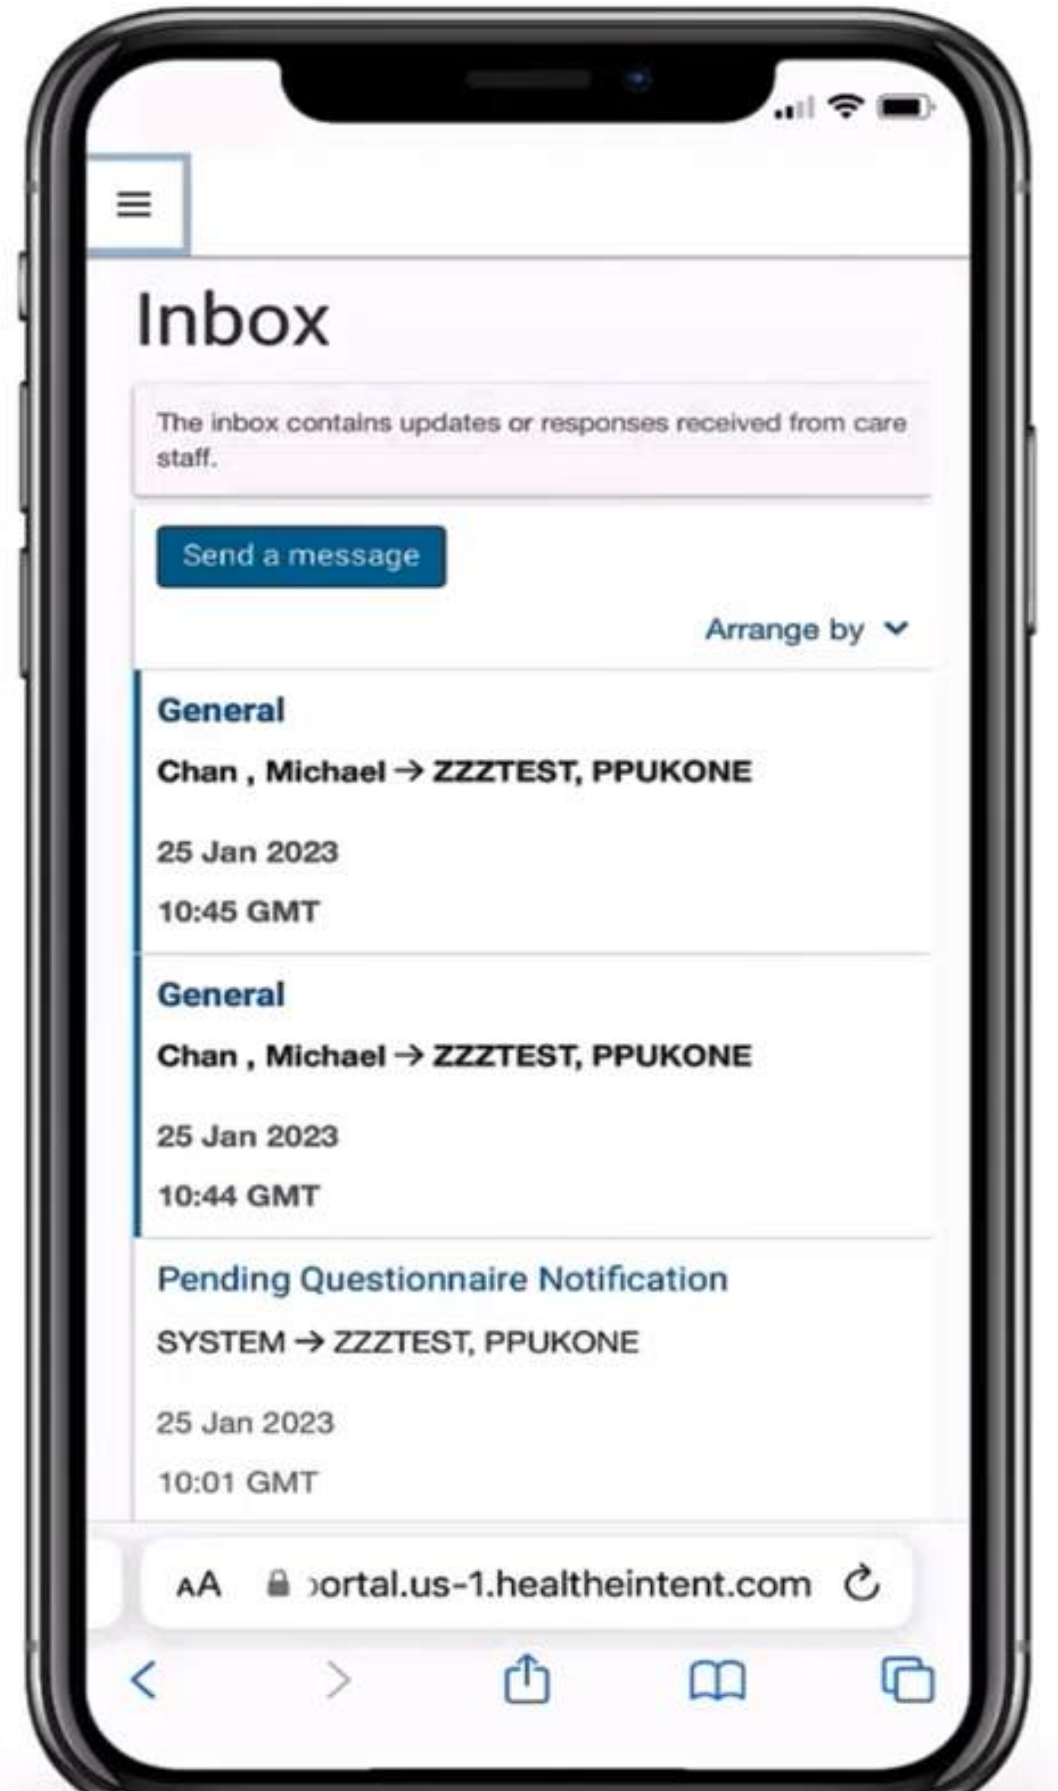 Inbox
The inbox contains updates or responses received from care
staff.
Send a message
Arrange by
General
Chan , Michael → ZZZTEST, PPUKONE
25 Jan 2023
10:45 GMT
General
Chan , Michael → ZZZTEST, PPUKONE
25 Jan 2023
10:44 GMT
Pending Questionnaire Notification
SYSTEM → ZZZTEST, PPUKONE
25 Jan 2023
10:01 GMT
AA ortal.us-1.healtheintent.com